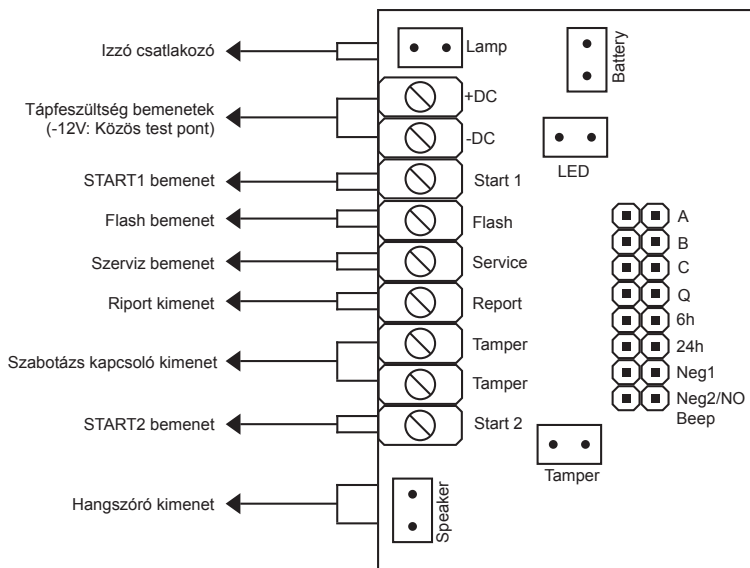 Izzó csatlakozó
Lamp
Battery
Tápfeszültség bemenetek
(-12V: Közös test pont)
+DC
-DC
LED
START1 bemenet
Start 1
Flash bemenet
Flash
A
B
Szerviz bemenet
Service
C
Riport kimenet
Report
Q
6h
Szabotázs kapcsoló kimenet
Tamper
24h
Tamper
Neg1
Neg2/NO
Beep
START2 bemenet
Start 2
Tamper
Hangszóró kimenet
Speaker